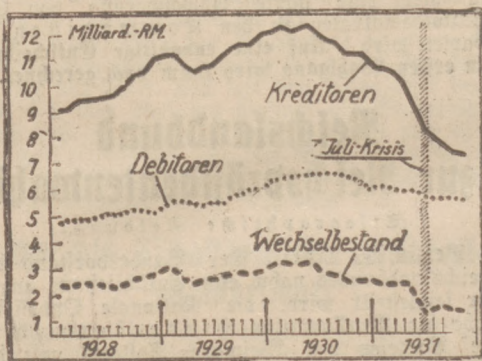 12 Milliard.-RM.
11
10
Kreditoren
9
8
Juli-Krisis
7
Debitoren
6
5
4
Wechselbestand
3
2
1
1928 1929 1930 1931